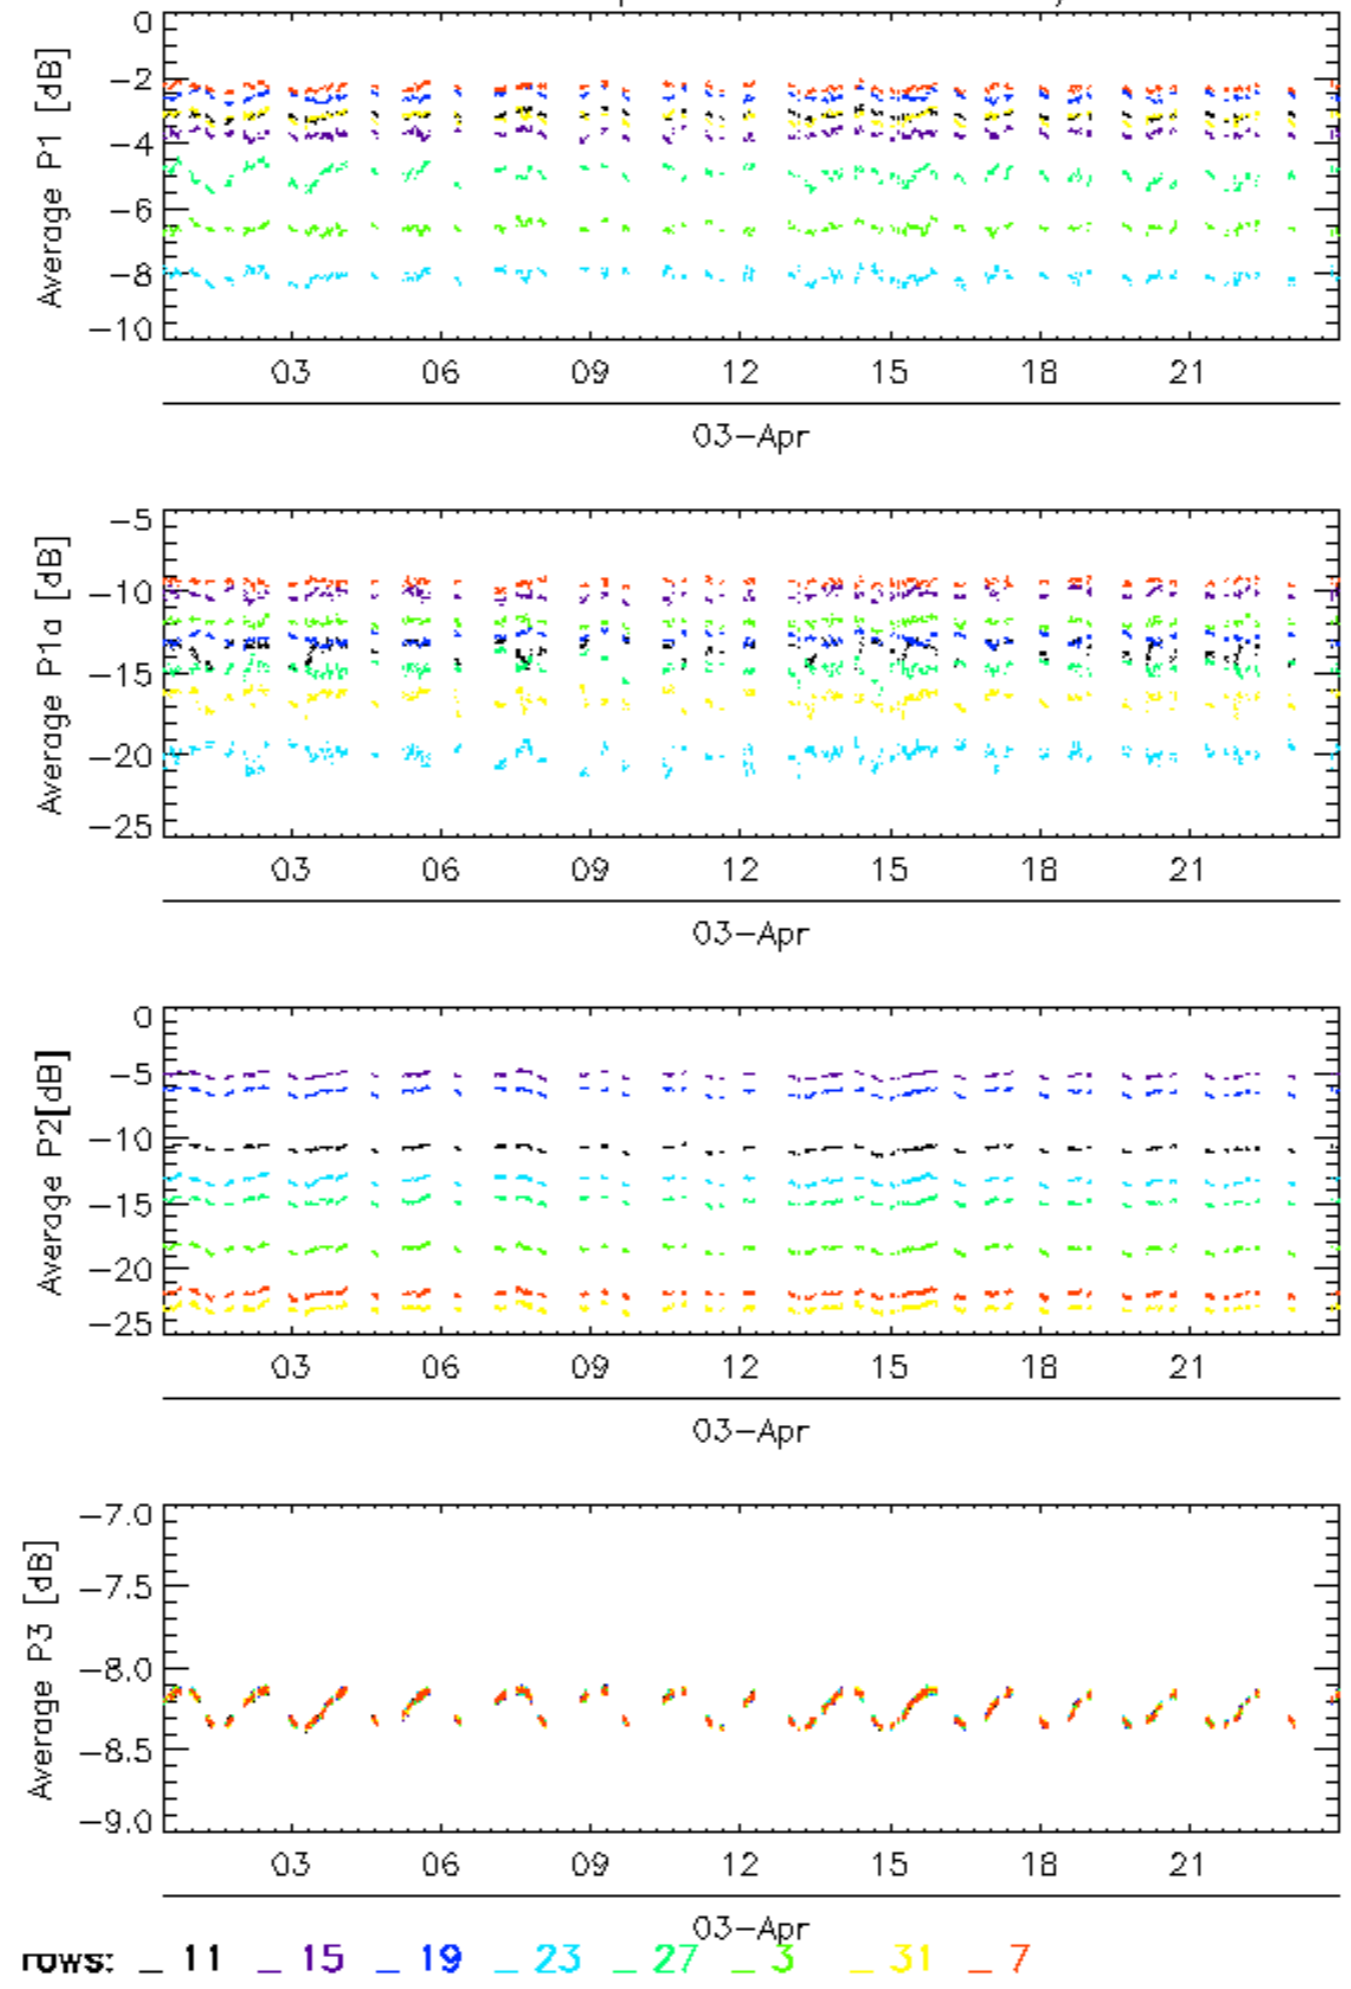 0
−2
−4
−6
−8
−10
Average P1 [dB]
03 06 09 12 15 18 21
03−Apr
−5
−10
−15
−20
−25
Average P1a [dB]
03 06 09 12 15 18 21
03−Apr
0
−5
−10
−15
−20
−25
Average P2[dB]
03 06 09 12 15 18 21
03−Apr
−7.0
−7.5
−8.0
−8.5
−9.0
Average P3 [dB]
03 06 09 12 15 18 21
03−Apr
rows: _ 11 _ 15 _ 19 _ 23 _ 27 _ 3 _ 31 _ 7